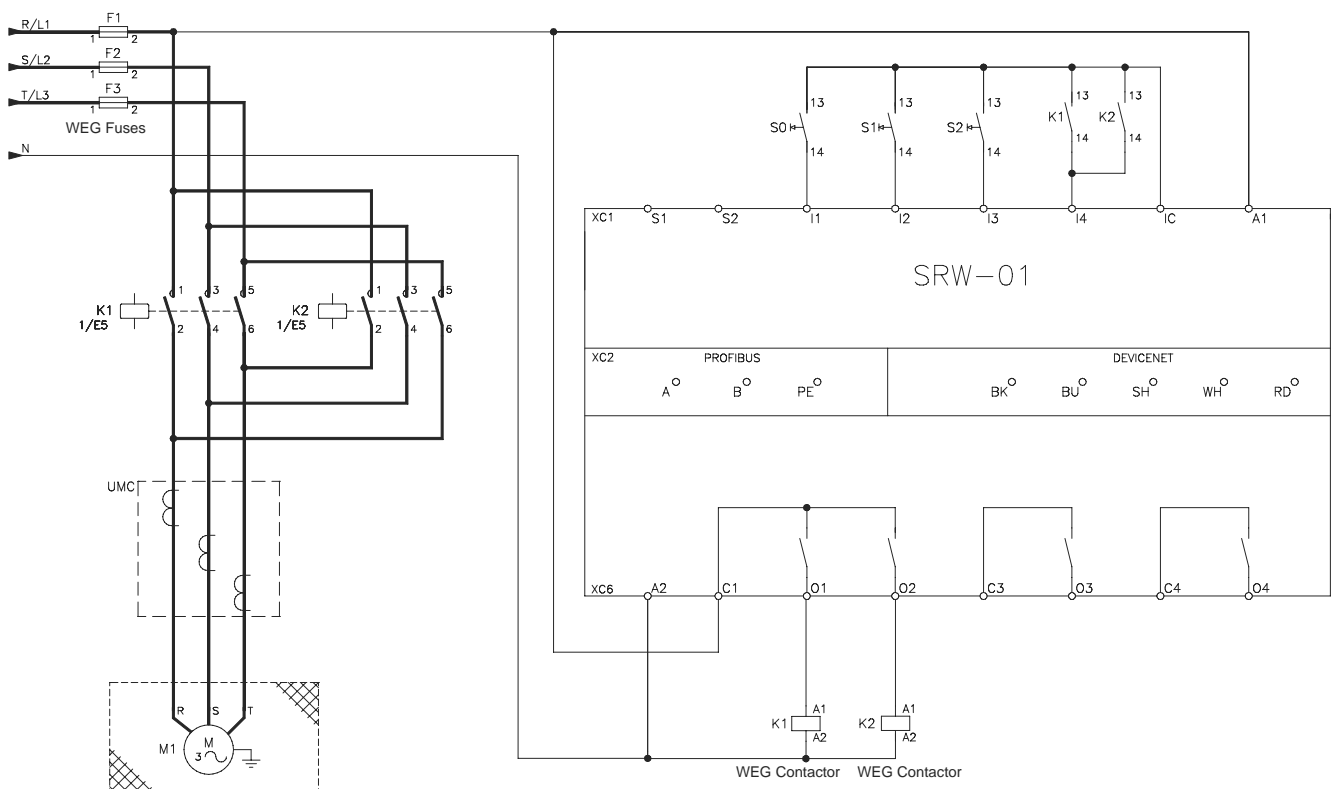 R/L1 F1
1 2
S/L2 F2
1 2
T/L3 F3
1 2
WEG Fuses
N
13 13 13 13 13
S0 S1 S2 K1 K2
14 14 14 14 14
XC1 S1 S2 I1 I2 I3 I4 IC A1
SRW-01
1 3 5 1 3 5
K1 K2
1/E5 1/E5
2 4 6 2 4 6
XC2 PROFIBUS DEVICENET
A B PE BK BU SH WH RD
UMC
XC6 A2 C1 O1 O2 C3 O3 C4 O4
R S T
M1 M
3
K1 A1 K2 A1
A2 A2
WEG Contactor WEG Contactor